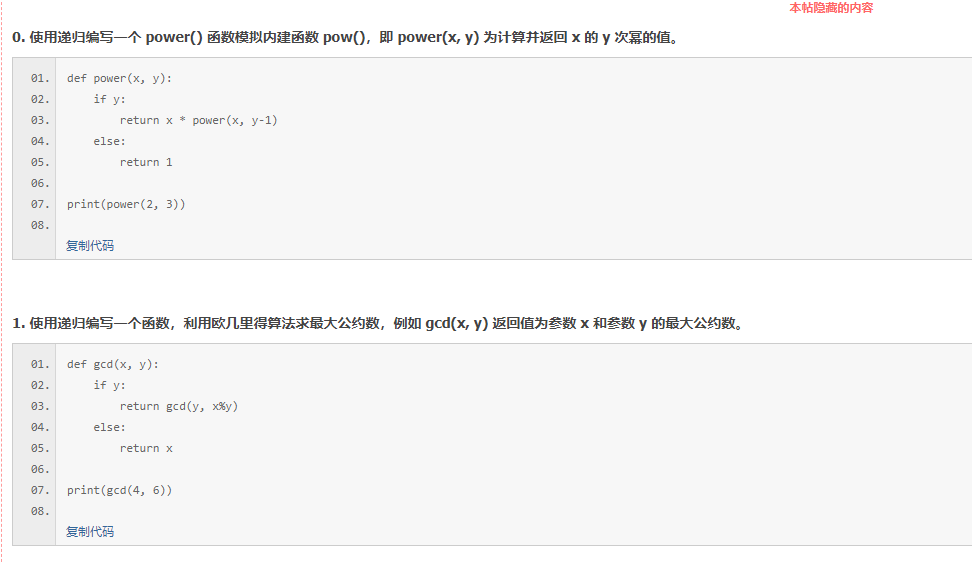 本帖隐藏的内容
0. 使用递归编写一个 power() 函数模拟内建函数 pow()，即 power(x, y) 为计算并返回 x 的 y 次幂的值。
01. def power(x, y):
02.     if y:
03.         return x * power(x, y-1)
04.     else:
05.         return 1
06.
07. print(power(2, 3))
08.
复制代码
1. 使用递归编写一个函数，利用欧几里得算法求最大公约数，例如 gcd(x, y) 返回值为参数 x 和参数 y 的最大公约数。
01. def gcd(x, y):
02.     if y:
03.         return gcd(y, x%y)
04.     else:
05.         return x
06.
07. print(gcd(4, 6))
08.
复制代码